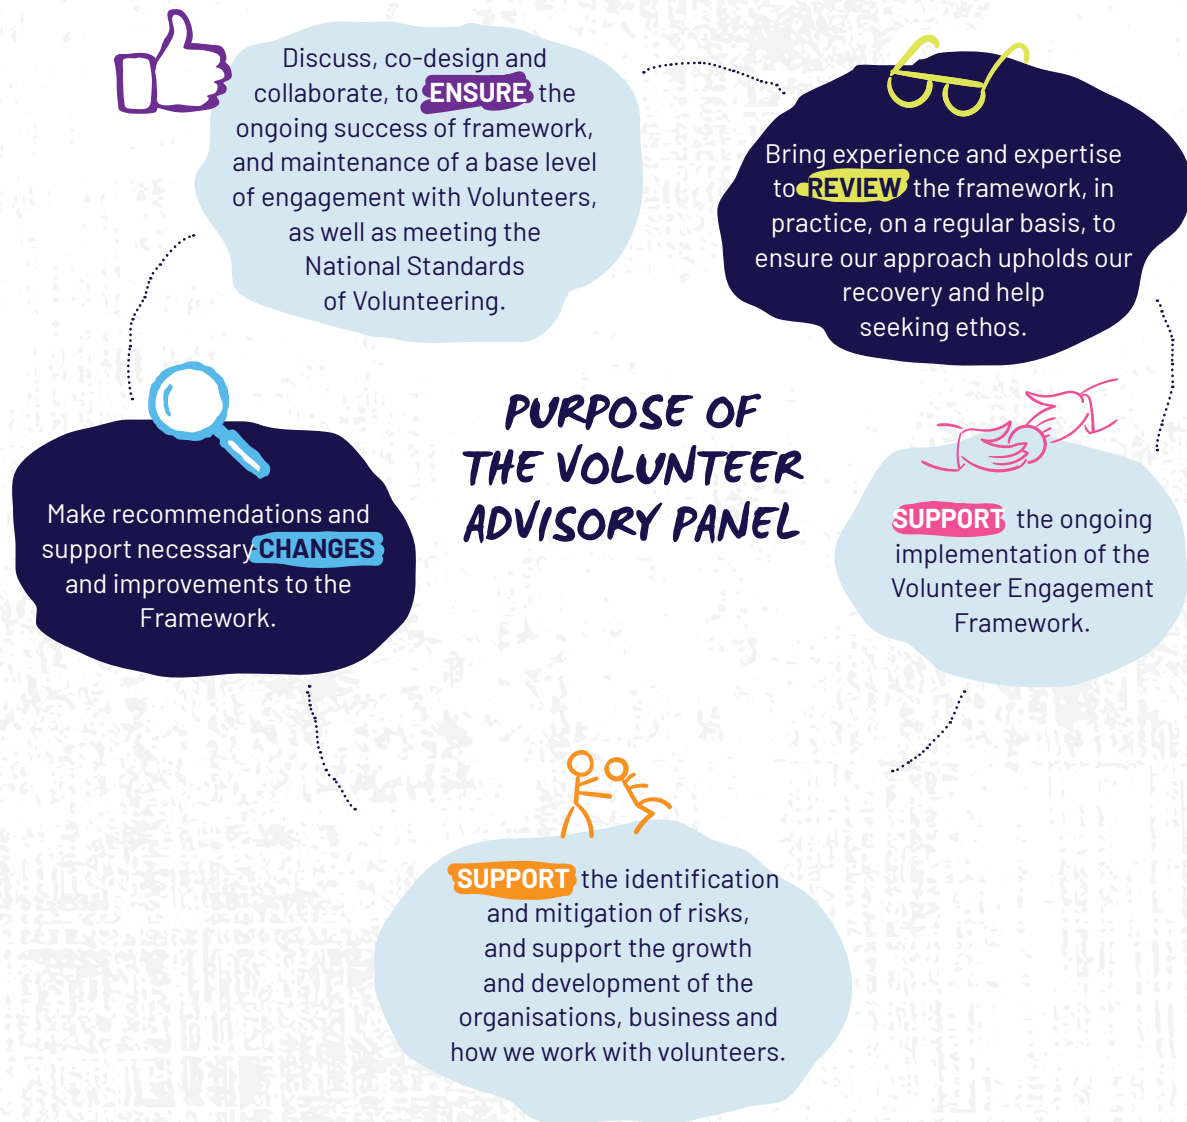 Discuss, co-design and
collaborate, to ENSURE the
ongoing success of framework,
and maintenance of a base level
of engagement with Volunteers,
as well as meeting the
National Standards
of Volunteering.
Bring experience and expertise
to REVIEW the framework, in
practice, on a regular basis, to
ensure our approach upholds our
recovery and help
seeking ethos.
PURPOSE OF
THE VOLUNTEER
ADVISORY PANEL
Make recommendations and
support necessary CHANGES
and improvements to the
Framework.
SUPPORT the ongoing
implementation of the
Volunteer Engagement
Framework.
SUPPORT the identification
and mitigation of risks,
and support the growth
and development of the
organisations, business and
how we work with volunteers.